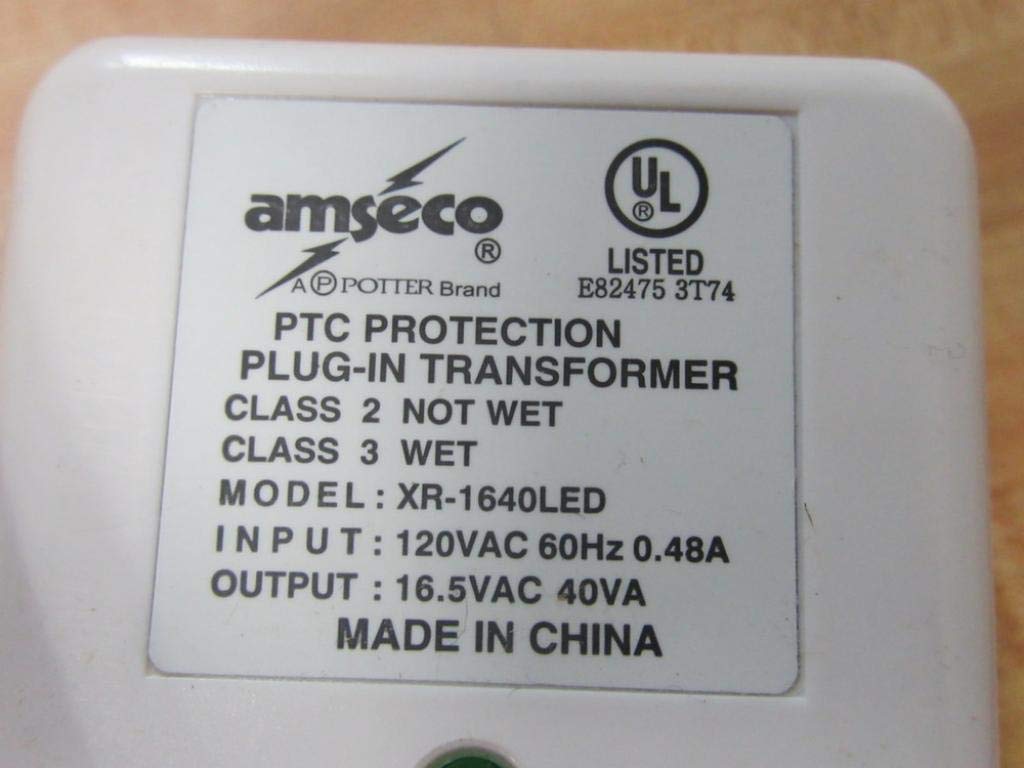 amseco®
A Ⓟ POTTER Brand
UL®
LISTED
E82475 3T74
PTC PROTECTION
PLUG-IN TRANSFORMER
CLASS 2 NOT WET
CLASS 3 WET
MODEL: XR-1640LED
INPUT: 120VAC 60Hz 0.48A
OUTPUT: 16.5VAC 40VA
MADE IN CHINA